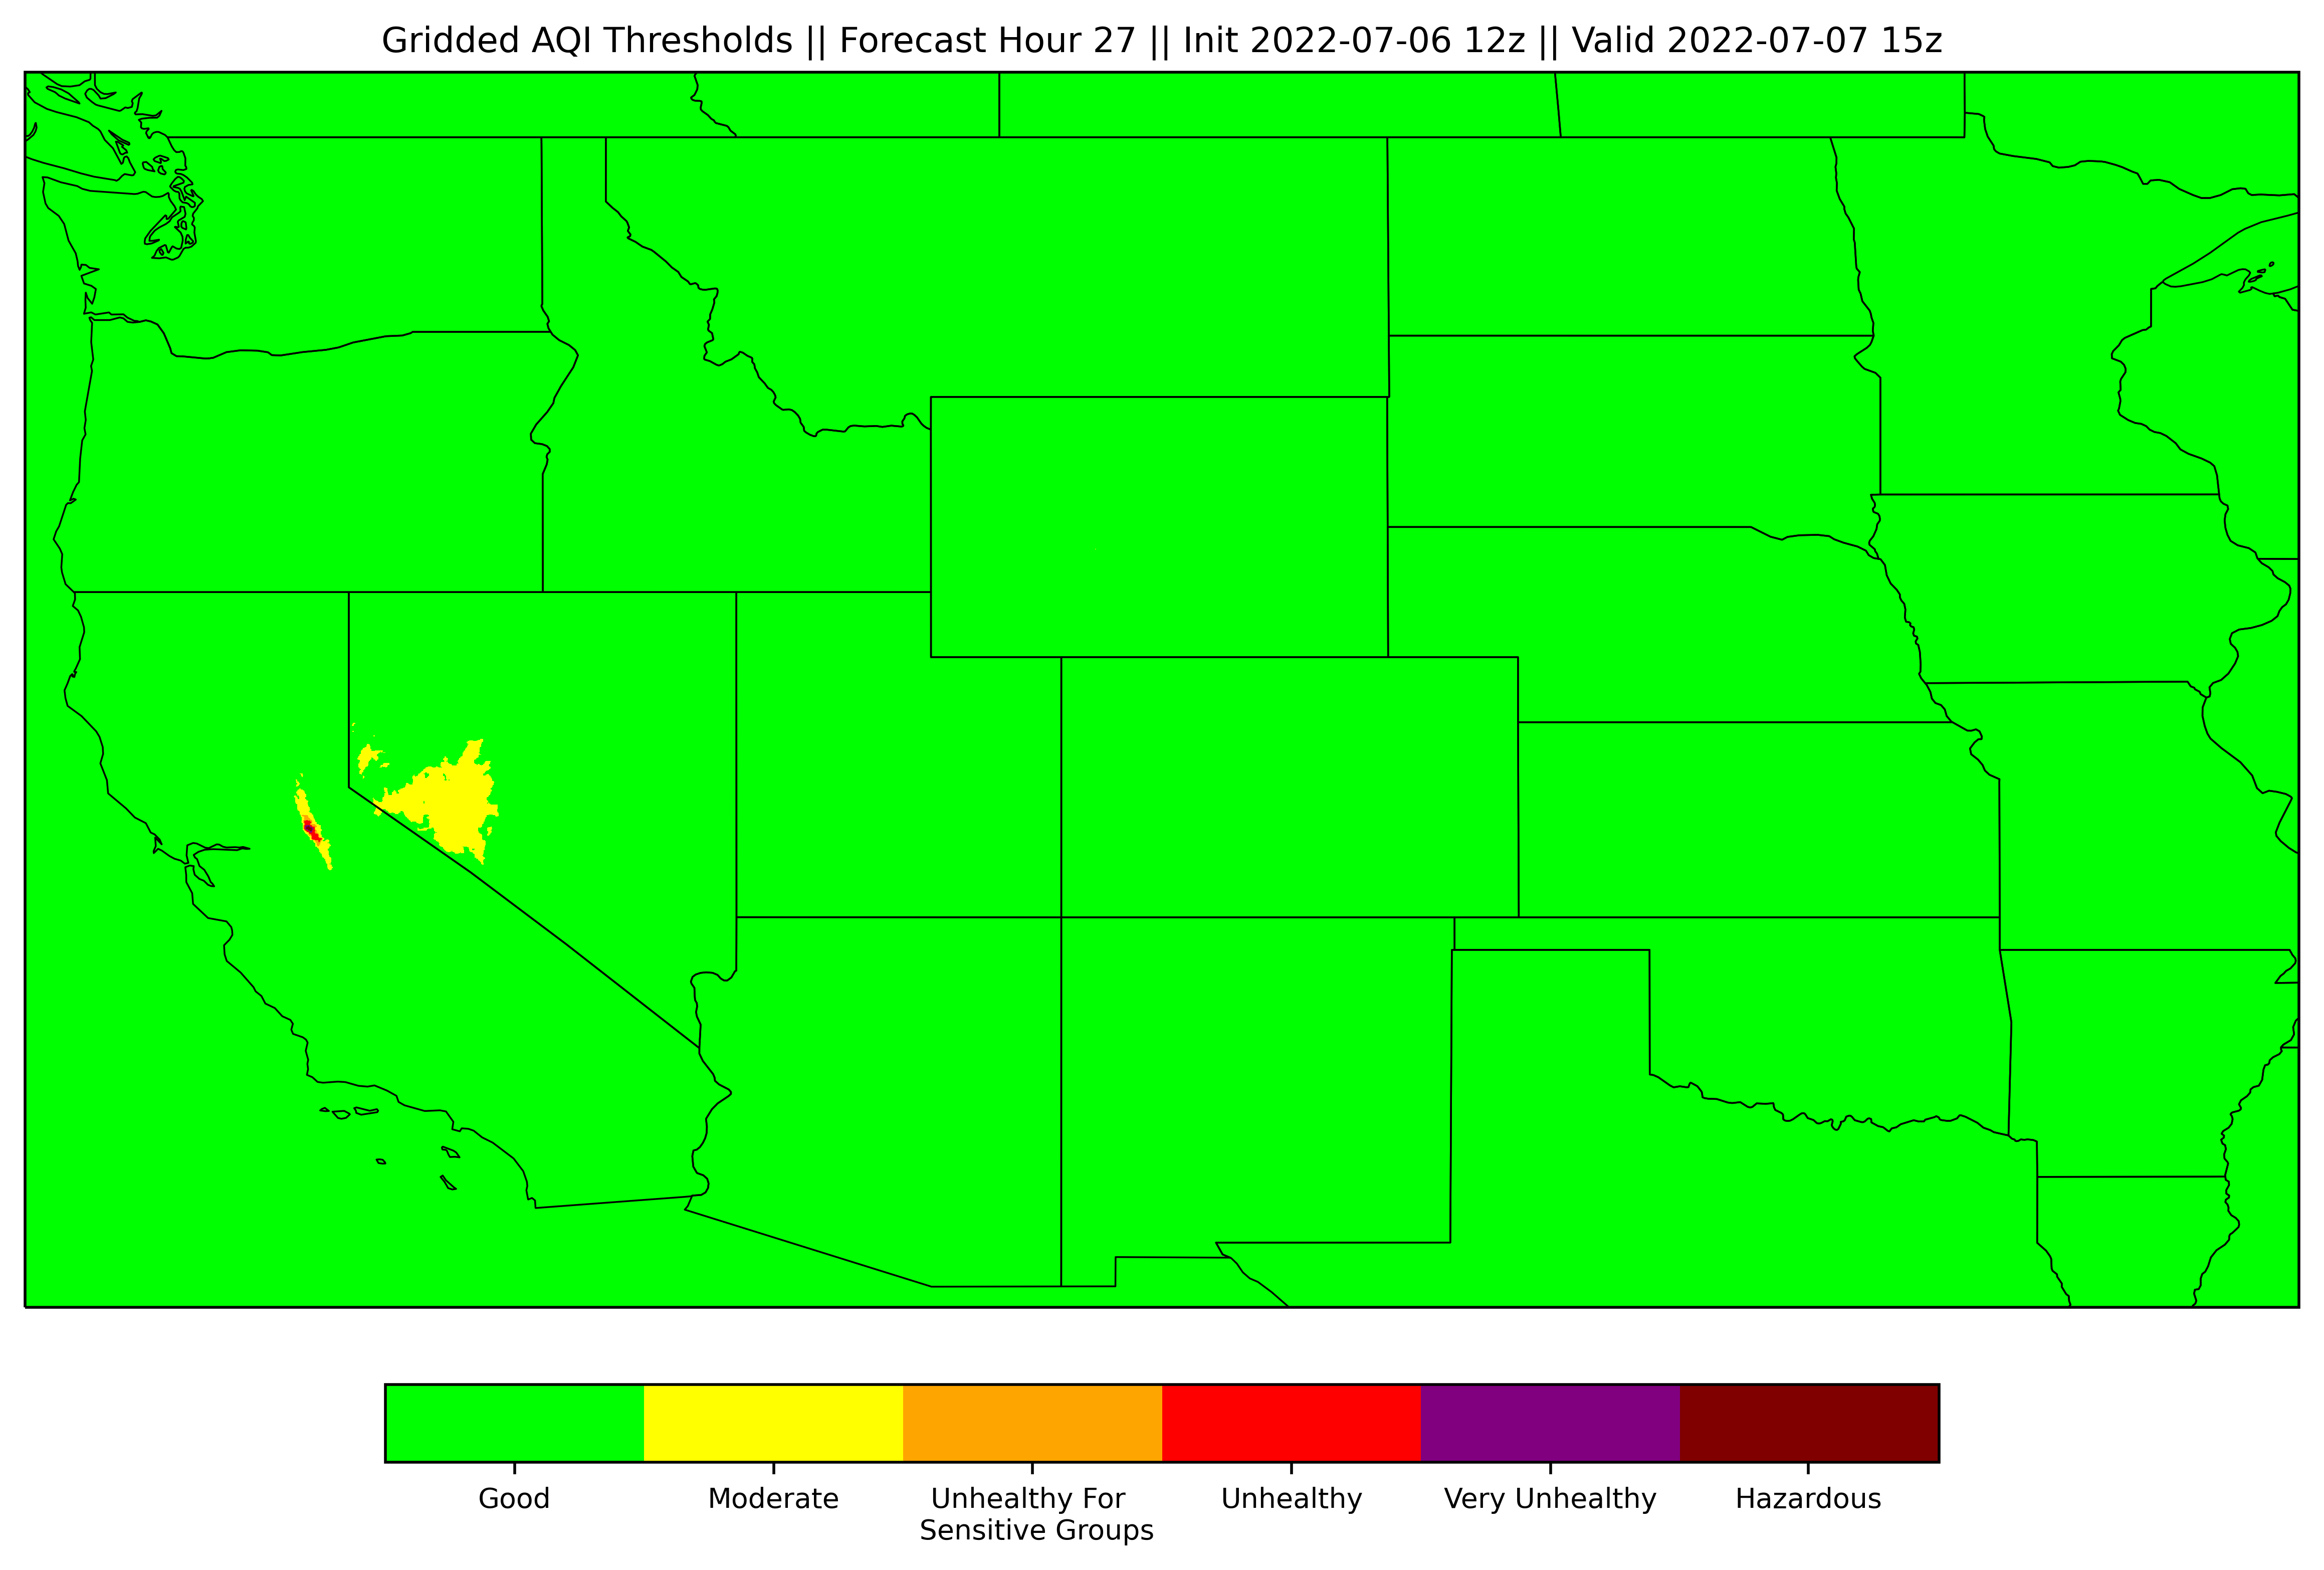 Gridded AQI Thresholds || Forecast Hour 27 || Init 2022-07-06 12z || Valid 2022-07-07 15z
Good
Moderate
Unhealthy For
Sensitive Groups
Unhealthy
Very Unhealthy
Hazardous